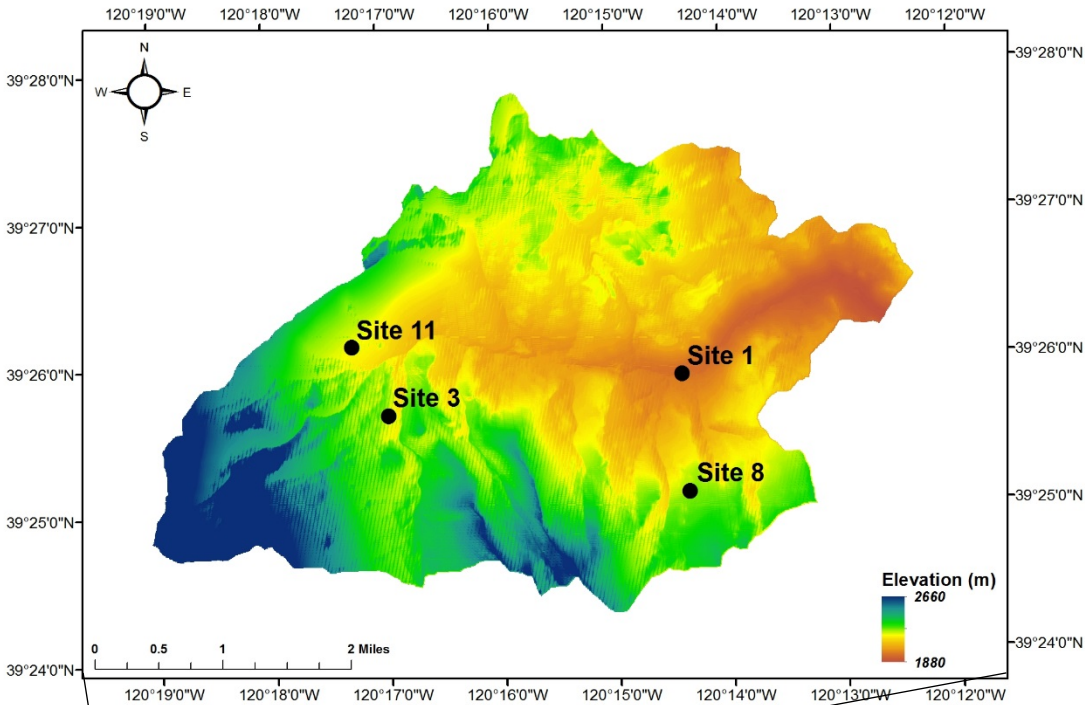 120°19'0"W 120°18'0"W 120°17'0"W 120°16'0"W 120°15'0"W 120°14'0"W 120°13'0"W 120°12'0"W
39°28'0"N
39°28'0"N
N
W E
S
39°27'0"N
39°27'0"N
Site 11
Site 1
39°26'0"N
39°26'0"N
Site 3
Site 8
39°25'0"N
39°25'0"N
Elevation (m)
2660
1880
0 0.5 1 2 Miles
39°24'0"N
39°24'0"N
120°19'0"W 120°18'0"W 120°17'0"W 120°16'0"W 120°15'0"W 120°14'0"W 120°13'0"W 120°12'0"W